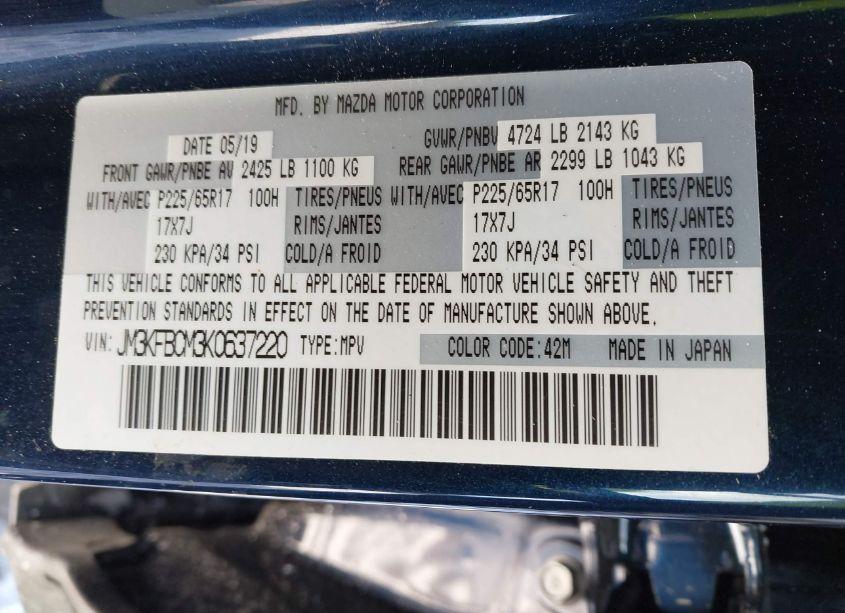 MFD. BY MAZDA MOTOR CORPORATION
DATE 05/19 GVWR/PNBV 4724 LB 2143 KG
FRONT GAWR/PNBE AV 2425 LB 1100 KG REAR GAWR/PNBE AR 2299 LB 1043 KG
WITH/AVEC P225/65R17 100H TIRES/PNEUS WITH/AVEC P225/65R17 100H TIRES/PNEUS
17X7J RIMS/JANTES 17X7J RIMS/JANTES
230 KPA/34 PSI COLD/A FROID 230 KPA/34 PSI COLD/A FROID
THIS VEHICLE CONFORMS TO ALL APPLICABLE FEDERAL MOTOR VEHICLE SAFETY AND THEFT
PREVENTION STANDARDS IN EFFECT ON THE DATE OF MANUFACTURE SHOWN ABOVE.
VIN: JM3KFBCM3K0637220 TYPE:MPV COLOR CODE:42M MADE IN JAPAN